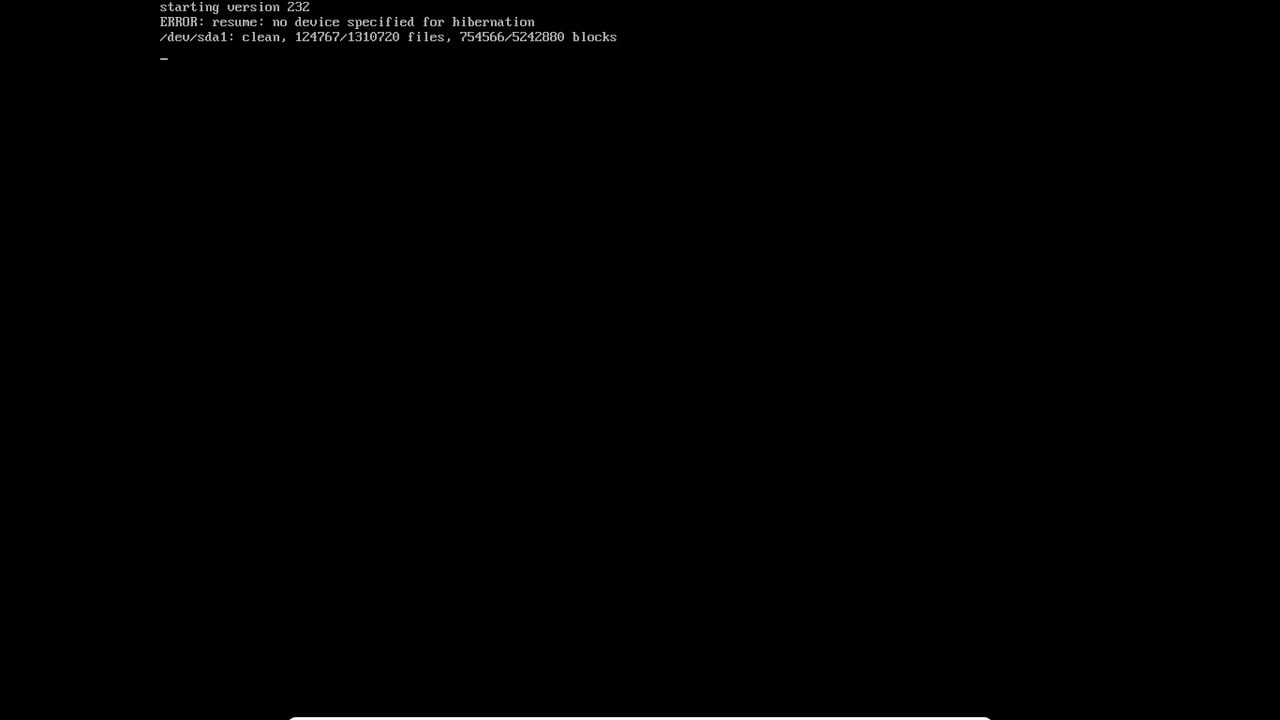 starting version 232
ERROR: resume: no device specified for hibernation
/dev/sda1: clean, 124767/1310720 files, 754566/5242880 blocks
_